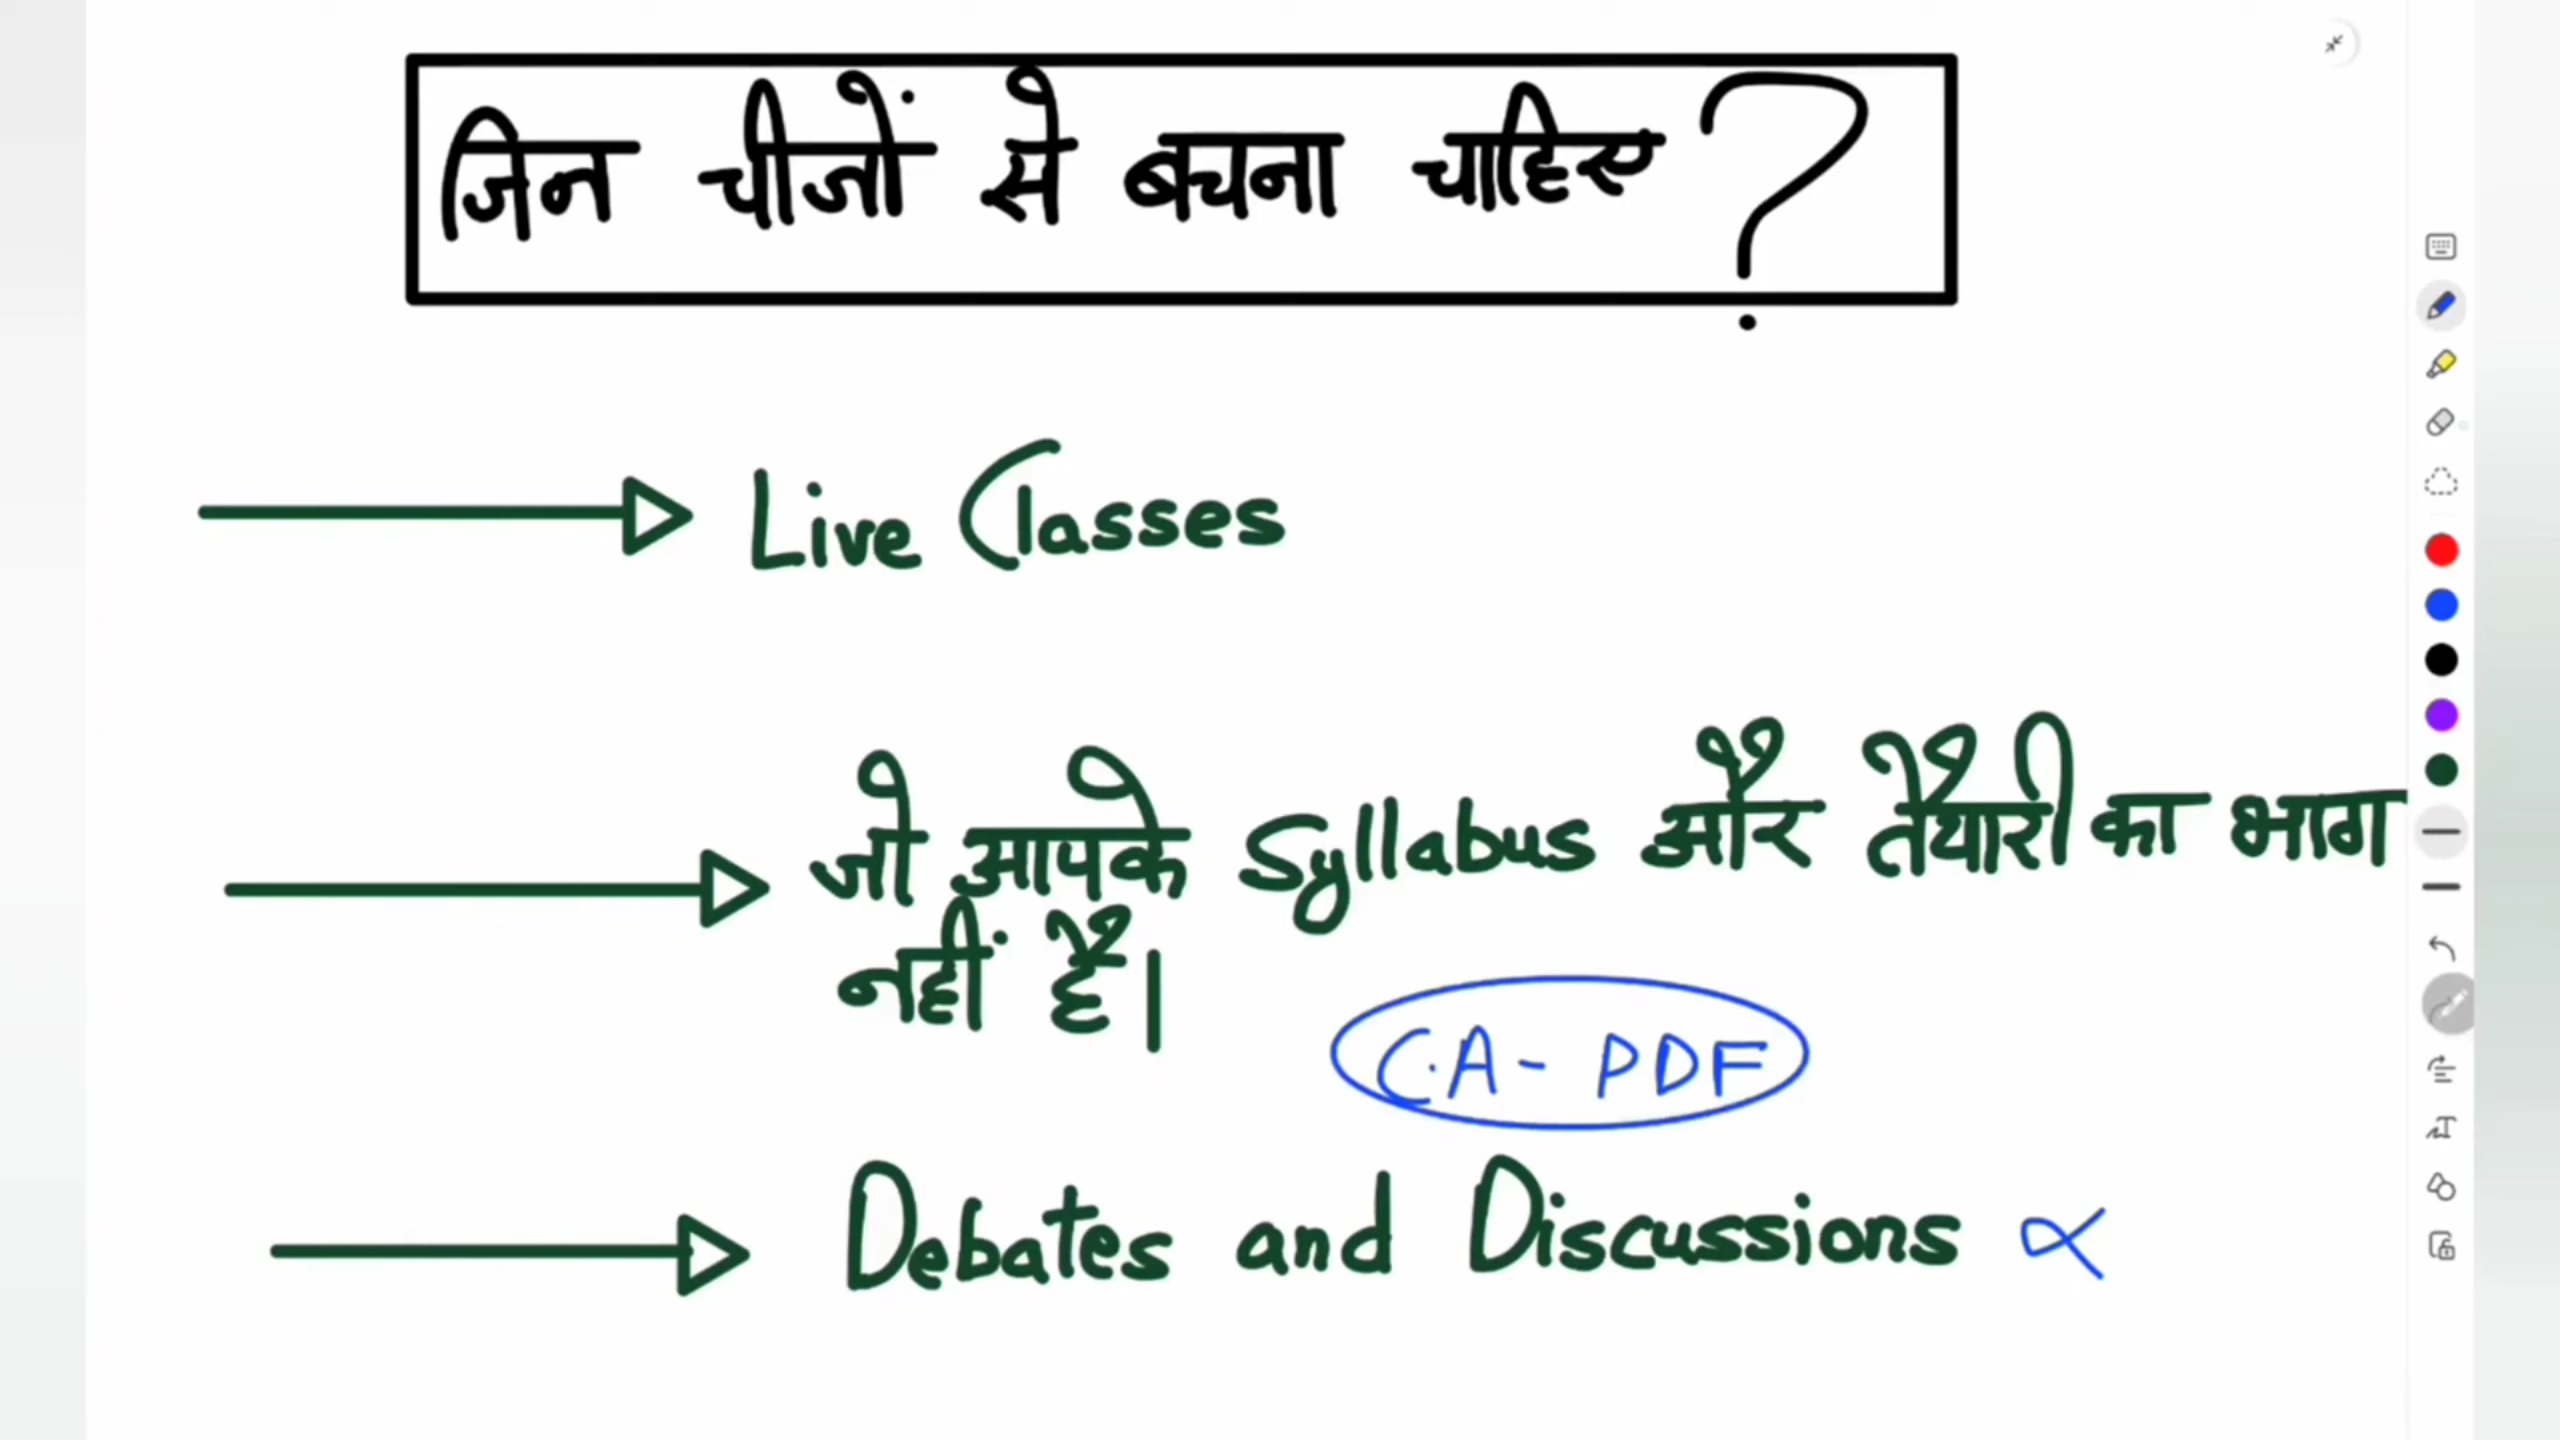 जिन चीजों से बचना चाहिए?
Live Classes
जो आपके Syllabus और तैयारी का भाग
नहीं है।
C.A- PDF
Debates and Discussions